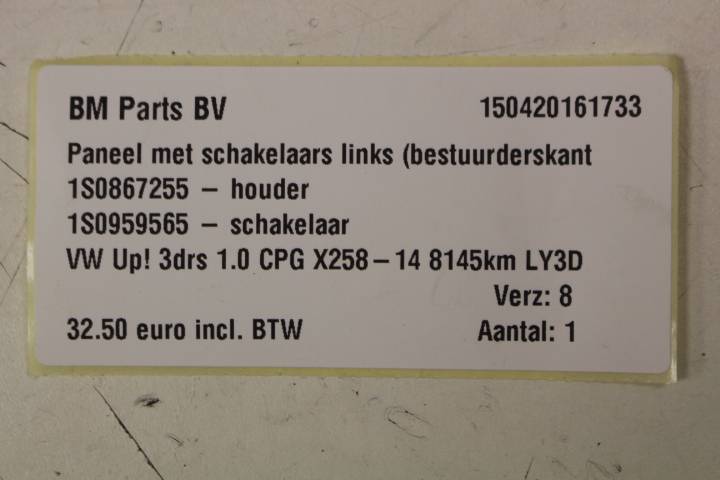 BM Parts BV 150420161733
Paneel met schakelaars links (bestuurderskant
1S0867255 – houder
1S0959565 – schakelaar
VW Up! 3drs 1.0 CPG X258 – 14 8145km LY3D
Verz: 8
32.50 euro incl. BTW Aantal: 1